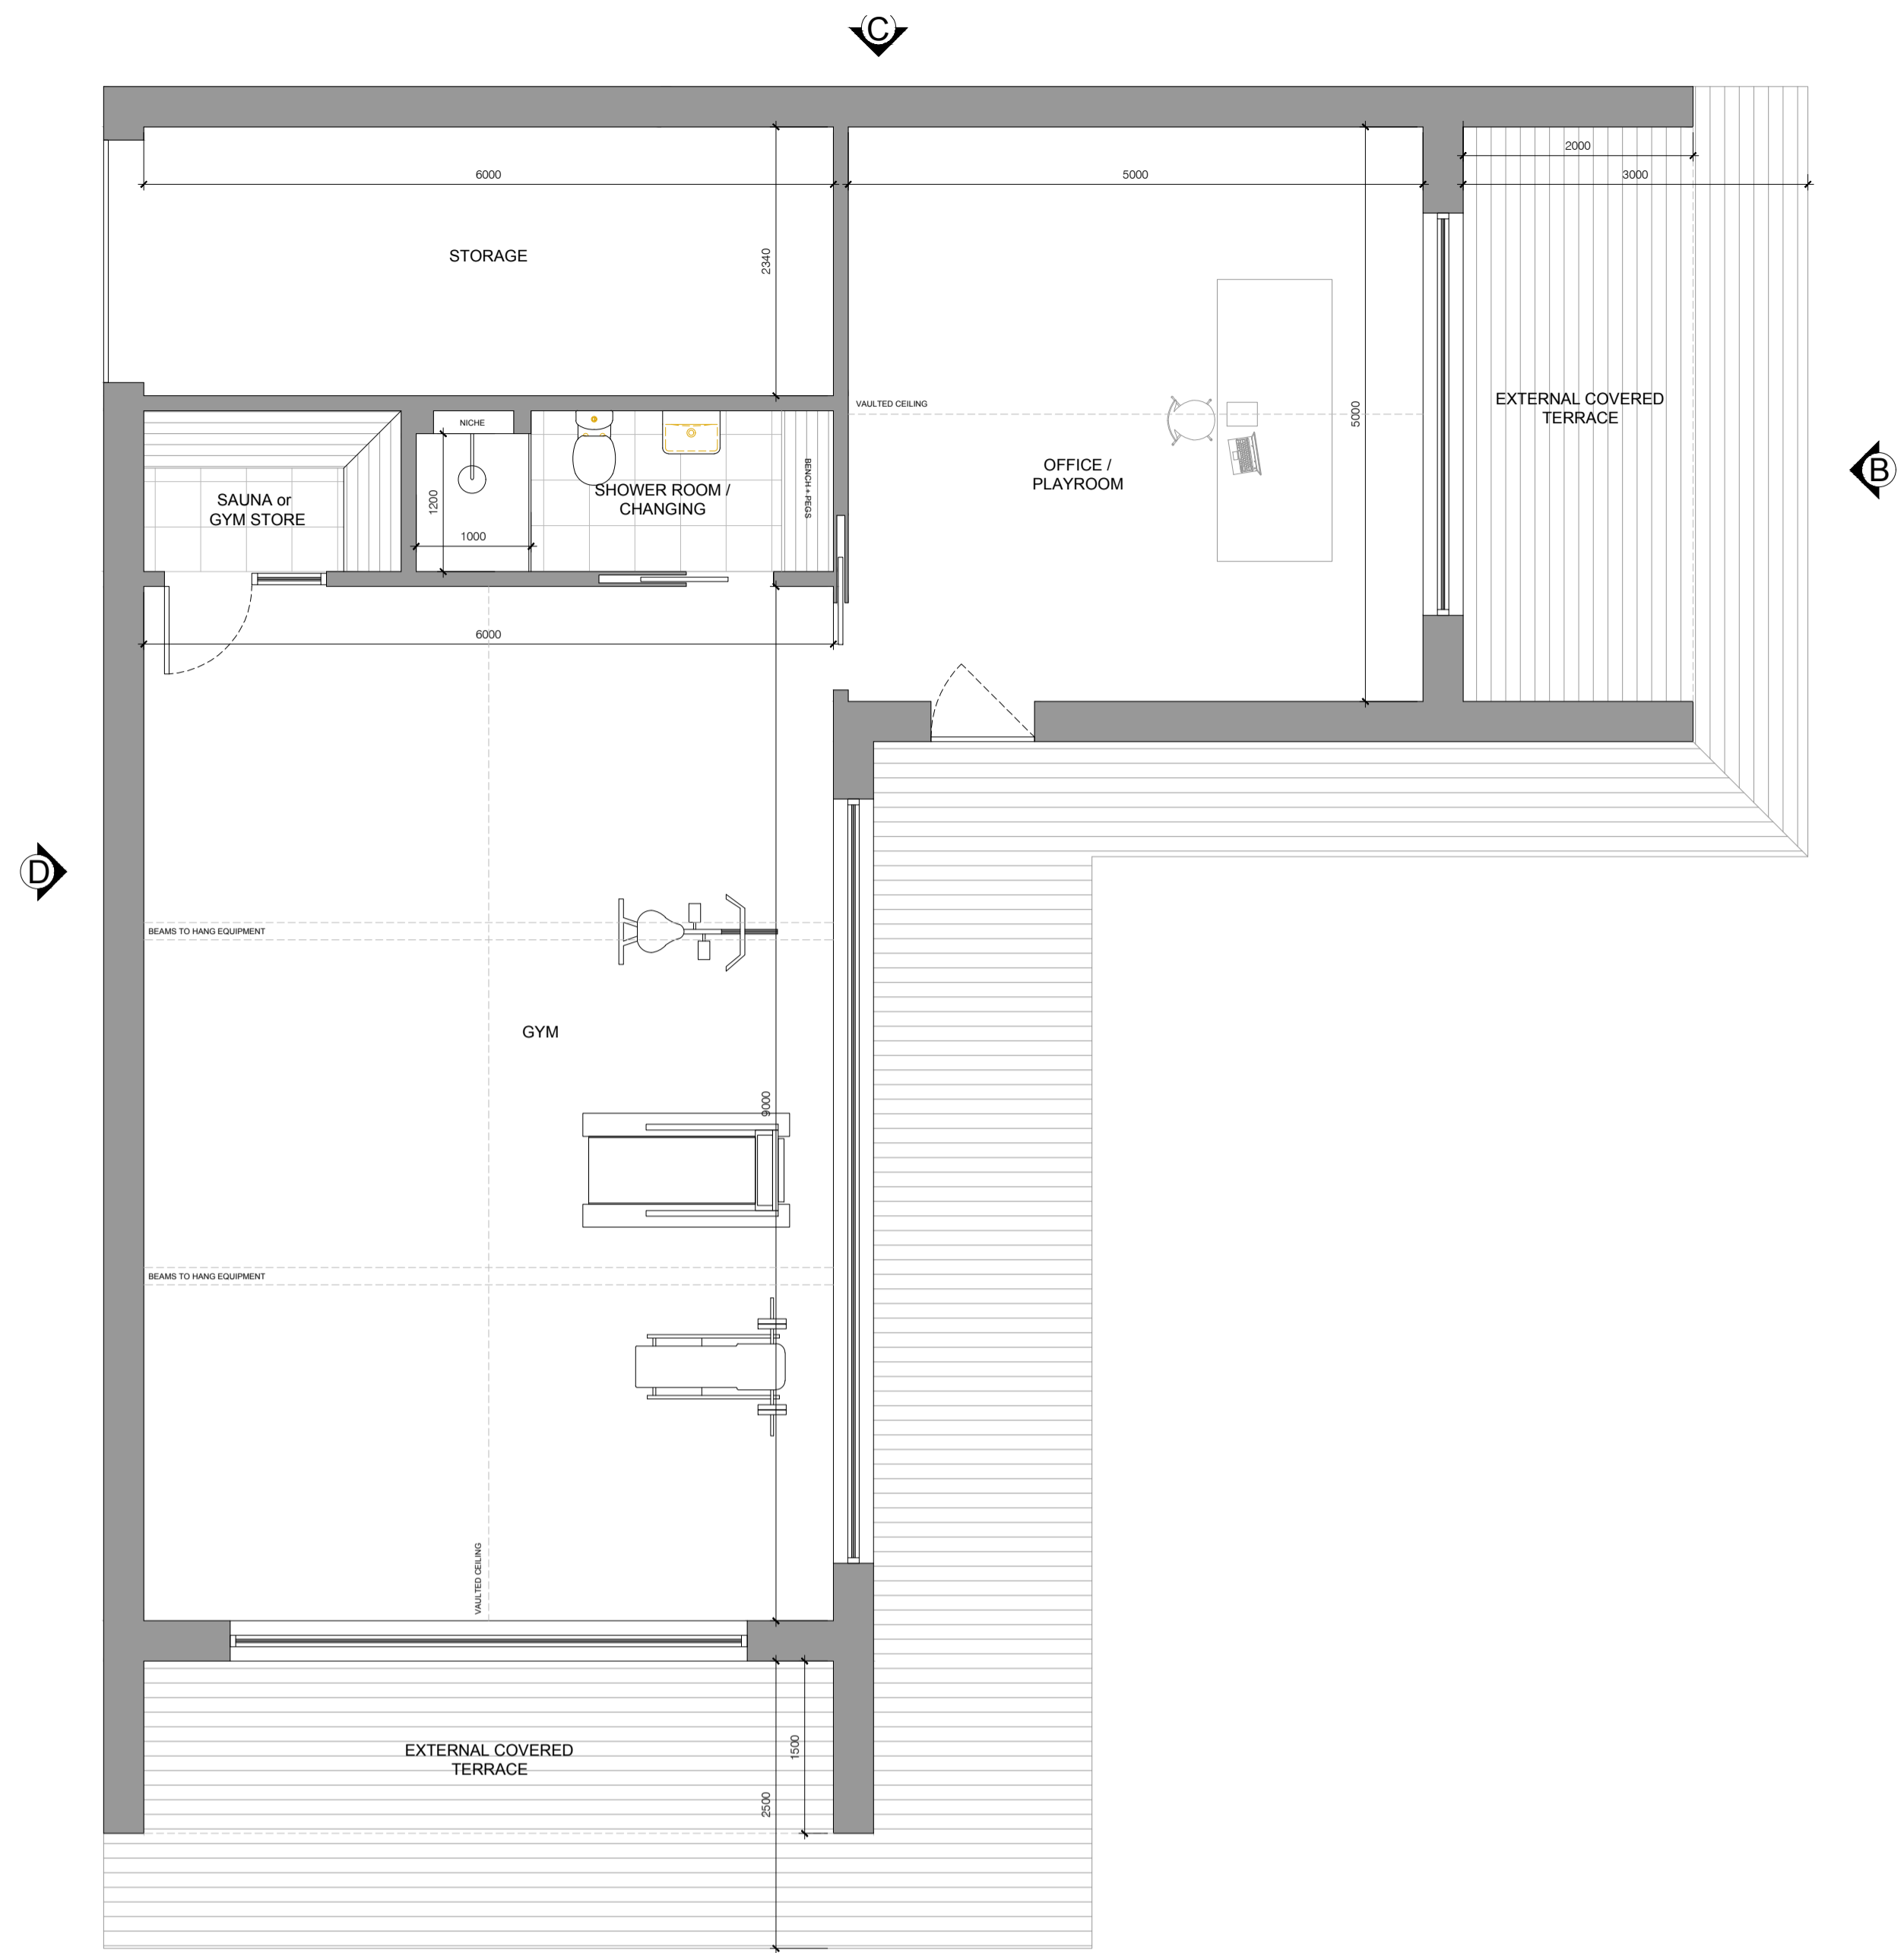 C
2000
6000
5000
3000
STORAGE
2340
EXTERNAL COVERED
TERRACE
VAULTED CEILING
5000
NICHE
B
OFFICE /
PLAYROOM
SAUNA or
GYM STORE
1200
SHOWER ROOM /
CHANGING
BENCH + PEGS
1000
6000
D
BEAMS TO HANG EQUIPMENT
GYM
9000
BEAMS TO HANG EQUIPMENT
VAULTED CEILING
EXTERNAL COVERED
TERRACE
1500
2500